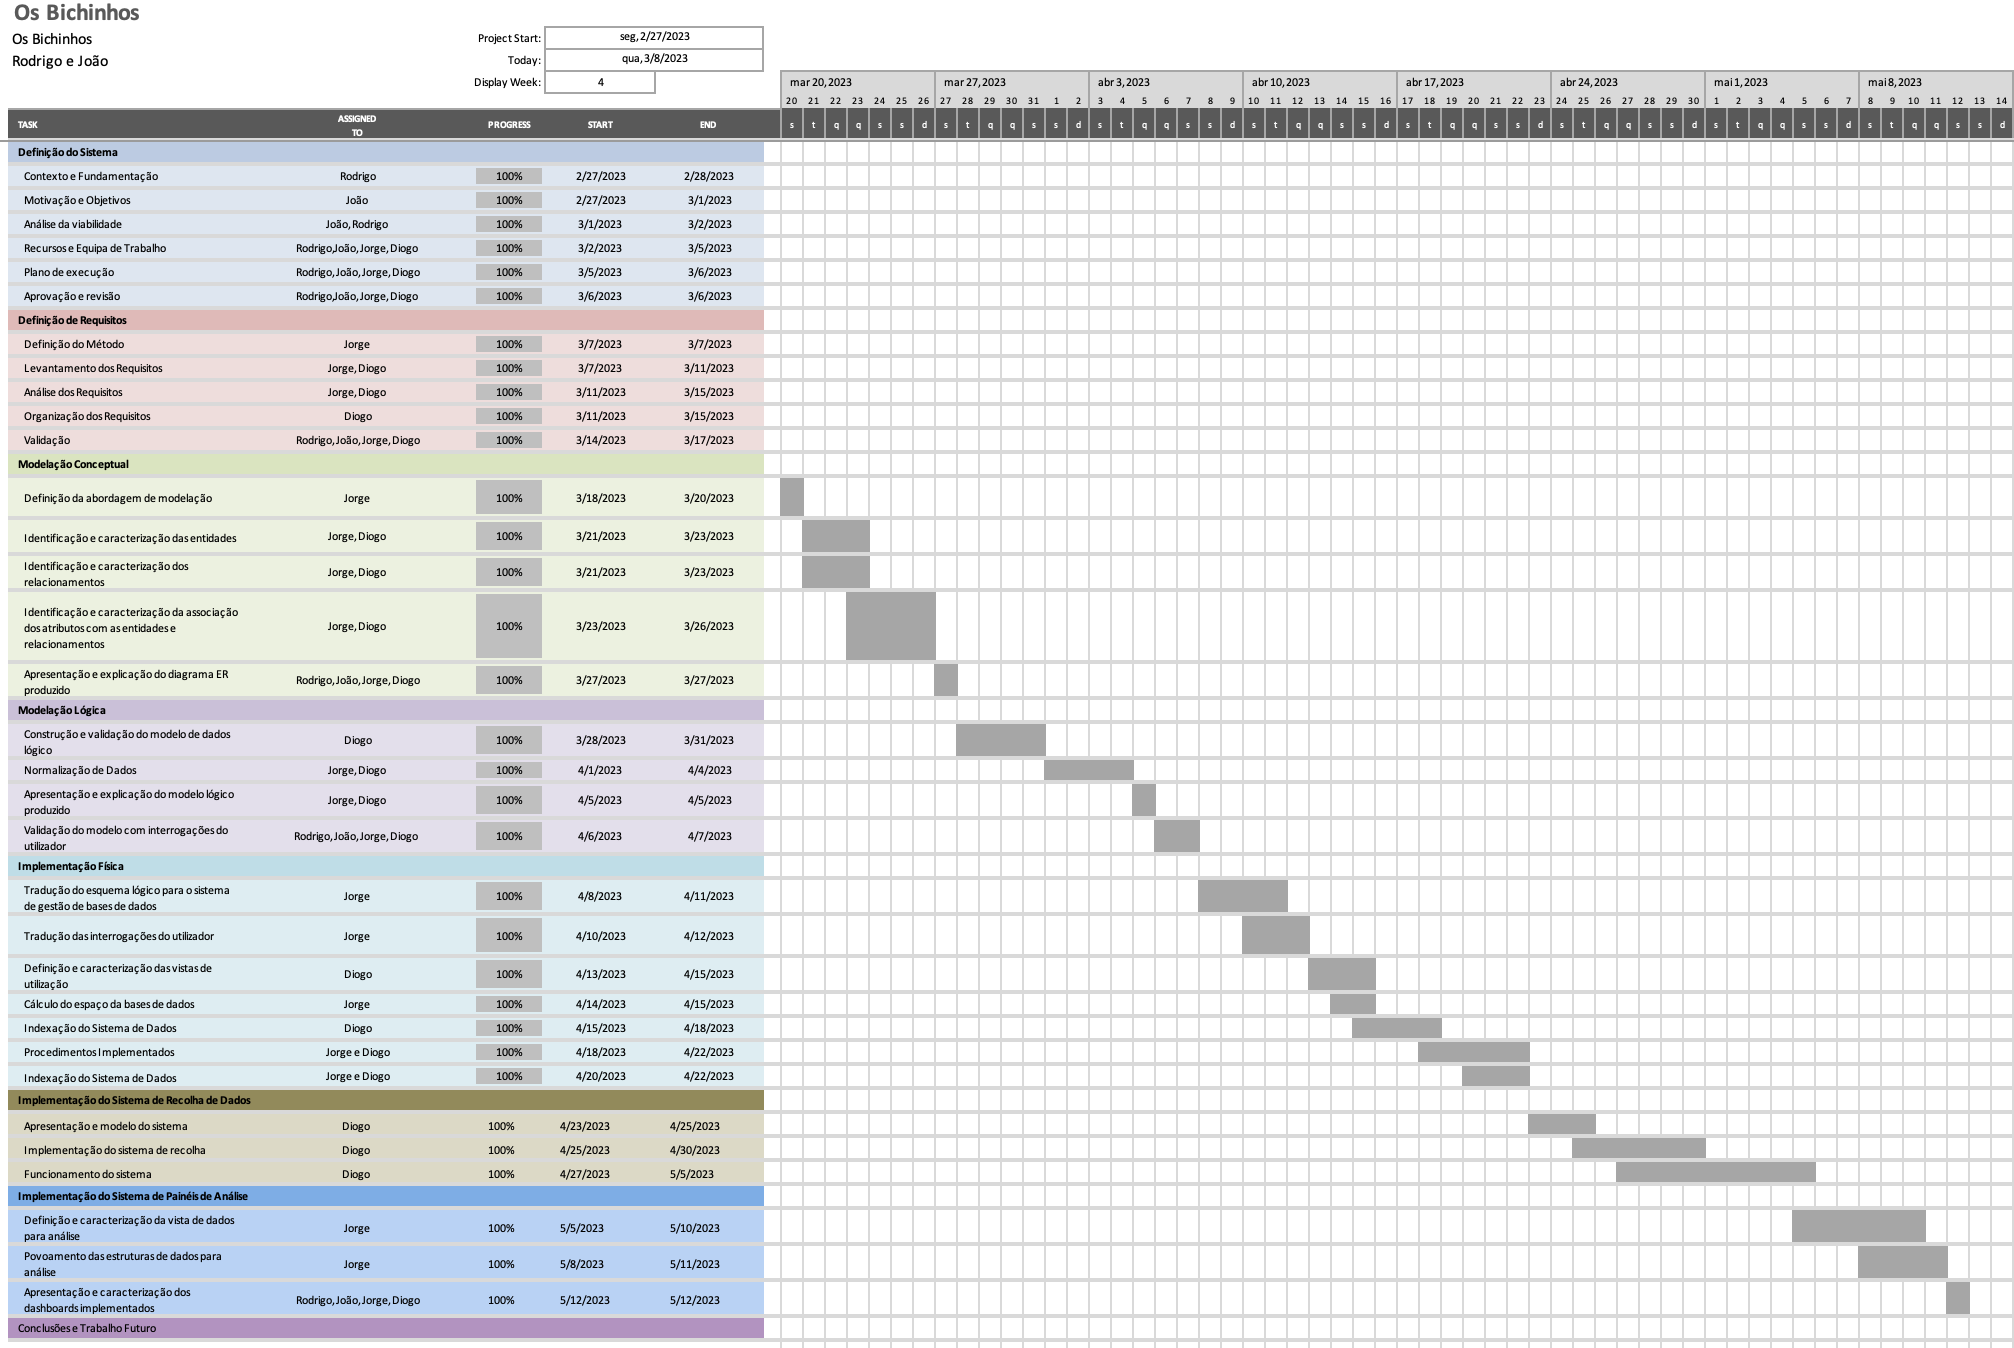 Os Bichinhos
Os Bichinhos
Rodrigo e João
Project Start: seg, 2/27/2023
Today: qua, 3/8/2023
Display Week: 4
mar 20, 2023 mar 27, 2023 abr 3, 2023 abr 10, 2023 abr 17, 2023 abr 24, 2023 mai 1, 2023 mai 8, 2023
20 21 22 23 24 25 26 27 28 29 30 31 1 2 3 4 5 6 7 8 9 10 11 12 13 14 15 16 17 18 19 20 21 22 23 24 25 26 27 28 29 30 1 2 3 4 5 6 7 8 9 10 11 12 13 14
TASK ASSIGNED TO PROGRESS START END s t q q s s d s t q q s s d s t q q s s d s t q q s s d s t q q s s d s t q q s s d s t q q s s d s t q q s s d
Definição do Sistema
Contexto e Fundamentação Rodrigo 100% 2/27/2023 2/28/2023
Motivação e Objetivos João 100% 2/27/2023 3/1/2023
Análise da viabilidade João, Rodrigo 100% 3/1/2023 3/2/2023
Recursos e Equipa de Trabalho Rodrigo,João, Jorge, Diogo 100% 3/2/2023 3/5/2023
Plano de execução Rodrigo, João, Jorge, Diogo 100% 3/5/2023 3/6/2023
Aprovação e revisão Rodrigo,João, Jorge, Diogo 100% 3/6/2023 3/6/2023
Definição de Requisitos
Definição do Método Jorge 100% 3/7/2023 3/7/2023
Levantamento dos Requisitos Jorge, Diogo 100% 3/7/2023 3/11/2023
Análise dos Requisitos Jorge, Diogo 100% 3/11/2023 3/15/2023
Organização dos Requisitos Diogo 100% 3/11/2023 3/15/2023
Validação Rodrigo, João, Jorge, Diogo 100% 3/14/2023 3/17/2023
Modelação Conceptual
Definição da abordagem de modelação Jorge 100% 3/18/2023 3/20/2023
Identificação e caracterização das entidades Jorge, Diogo 100% 3/21/2023 3/23/2023
Identificação e caracterização dos
relacionamentos Jorge, Diogo 100% 3/21/2023 3/23/2023
Identificação e caracterização da associação
dos atributos com as entidades e
relacionamentos Jorge, Diogo 100% 3/23/2023 3/26/2023
Apresentação e explicação do diagrama ER
produzido Rodrigo, João, Jorge, Diogo 100% 3/27/2023 3/27/2023
Modelação Lógica
Construção e validação do modelo de dados
lógico Diogo 100% 3/28/2023 3/31/2023
Normalização de Dados Jorge, Diogo 100% 4/1/2023 4/4/2023
Apresentação e explicação do modelo lógico
produzido Jorge, Diogo 100% 4/5/2023 4/5/2023
Validação do modelo com interrogações do
utilizador Rodrigo, João, Jorge, Diogo 100% 4/6/2023 4/7/2023
Implementação Física
Tradução do esquema lógico para o sistema
de gestão de bases de dados Jorge 100% 4/8/2023 4/11/2023
Tradução das interrogações do utilizador Jorge 100% 4/10/2023 4/12/2023
Definição e caracterização das vistas de
utilização Diogo 100% 4/13/2023 4/15/2023
Cálculo do espaço da bases de dados Jorge 100% 4/14/2023 4/15/2023
Indexação do Sistema de Dados Diogo 100% 4/15/2023 4/18/2023
Procedimentos Implementados Jorge e Diogo 100% 4/18/2023 4/22/2023
Indexação do Sistema de Dados Jorge e Diogo 100% 4/20/2023 4/22/2023
Implementação do Sistema de Recolha de Dados
Apresentação e modelo do sistema Diogo 100% 4/23/2023 4/25/2023
Implementação do sistema de recolha Diogo 100% 4/25/2023 4/30/2023
Funcionamento do sistema Diogo 100% 4/27/2023 5/5/2023
Implementação do Sistema de Painéis de Análise
Definição e caracterização da vista de dados
para análise Jorge 100% 5/5/2023 5/10/2023
Povoamento das estruturas de dados para
análise Jorge 100% 5/8/2023 5/11/2023
Apresentação e caracterização dos
dashboards implementados Rodrigo, João, Jorge, Diogo 100% 5/12/2023 5/12/2023
Conclusões e Trabalho Futuro